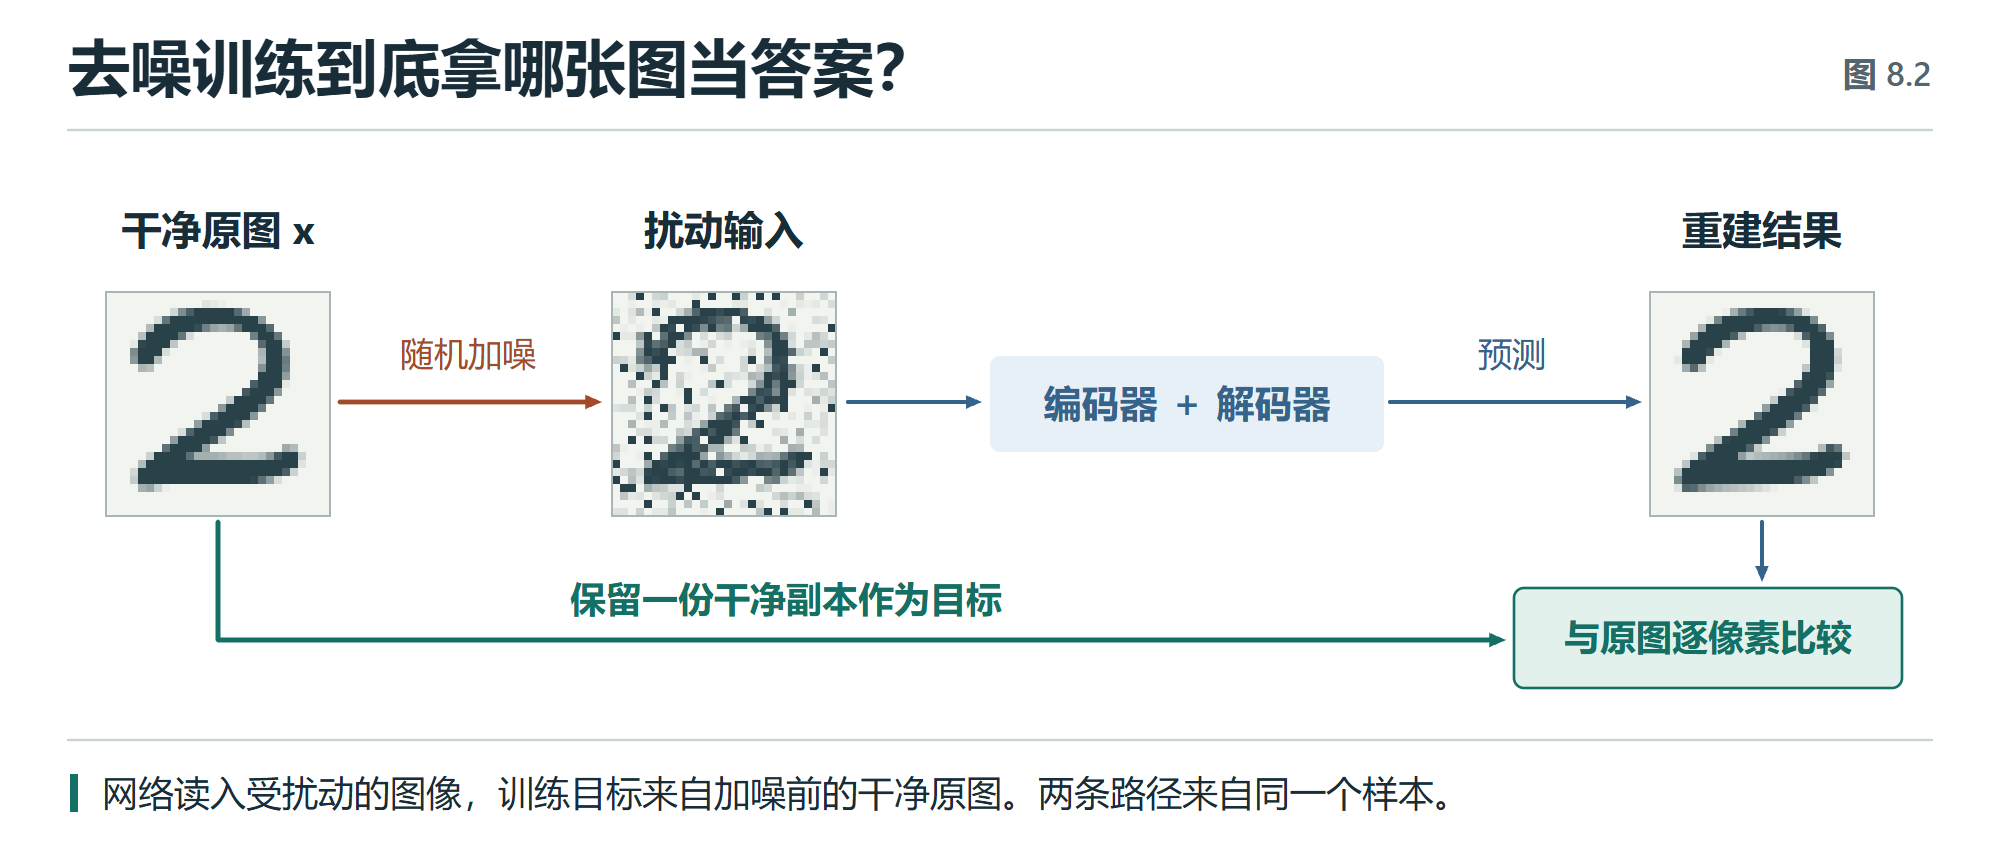 去噪训练到底拿哪张图当答案？
图 8.2
干净原图 x
扰动输入
重建结果
随机加噪
预测
编码器 + 解码器
保留一份干净副本作为目标
与原图逐像素比较
网络读入受扰动的图像，训练目标来自加噪前的干净原图。两条路径来自同一个样本。